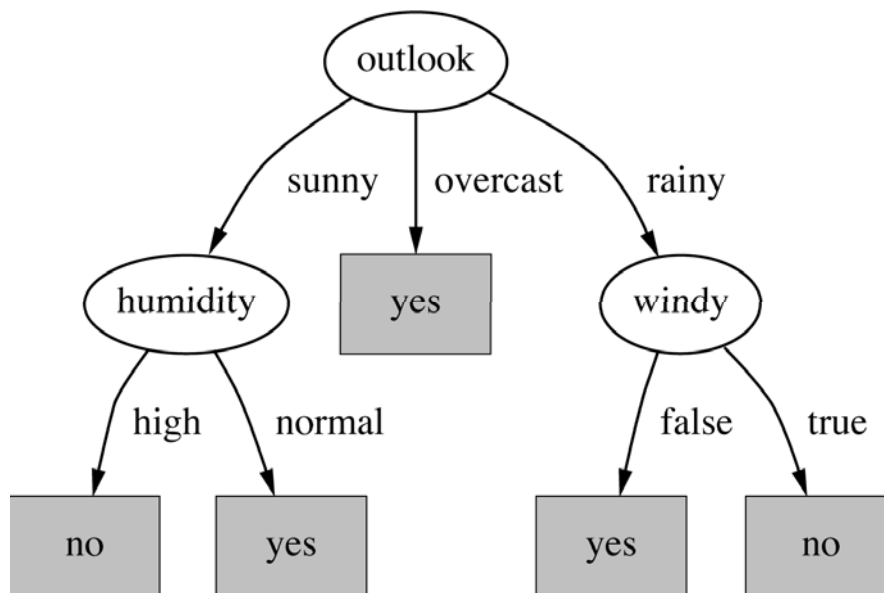 outlook
sunny overcast rainy
humidity yes windy
high normal false true
no yes yes no